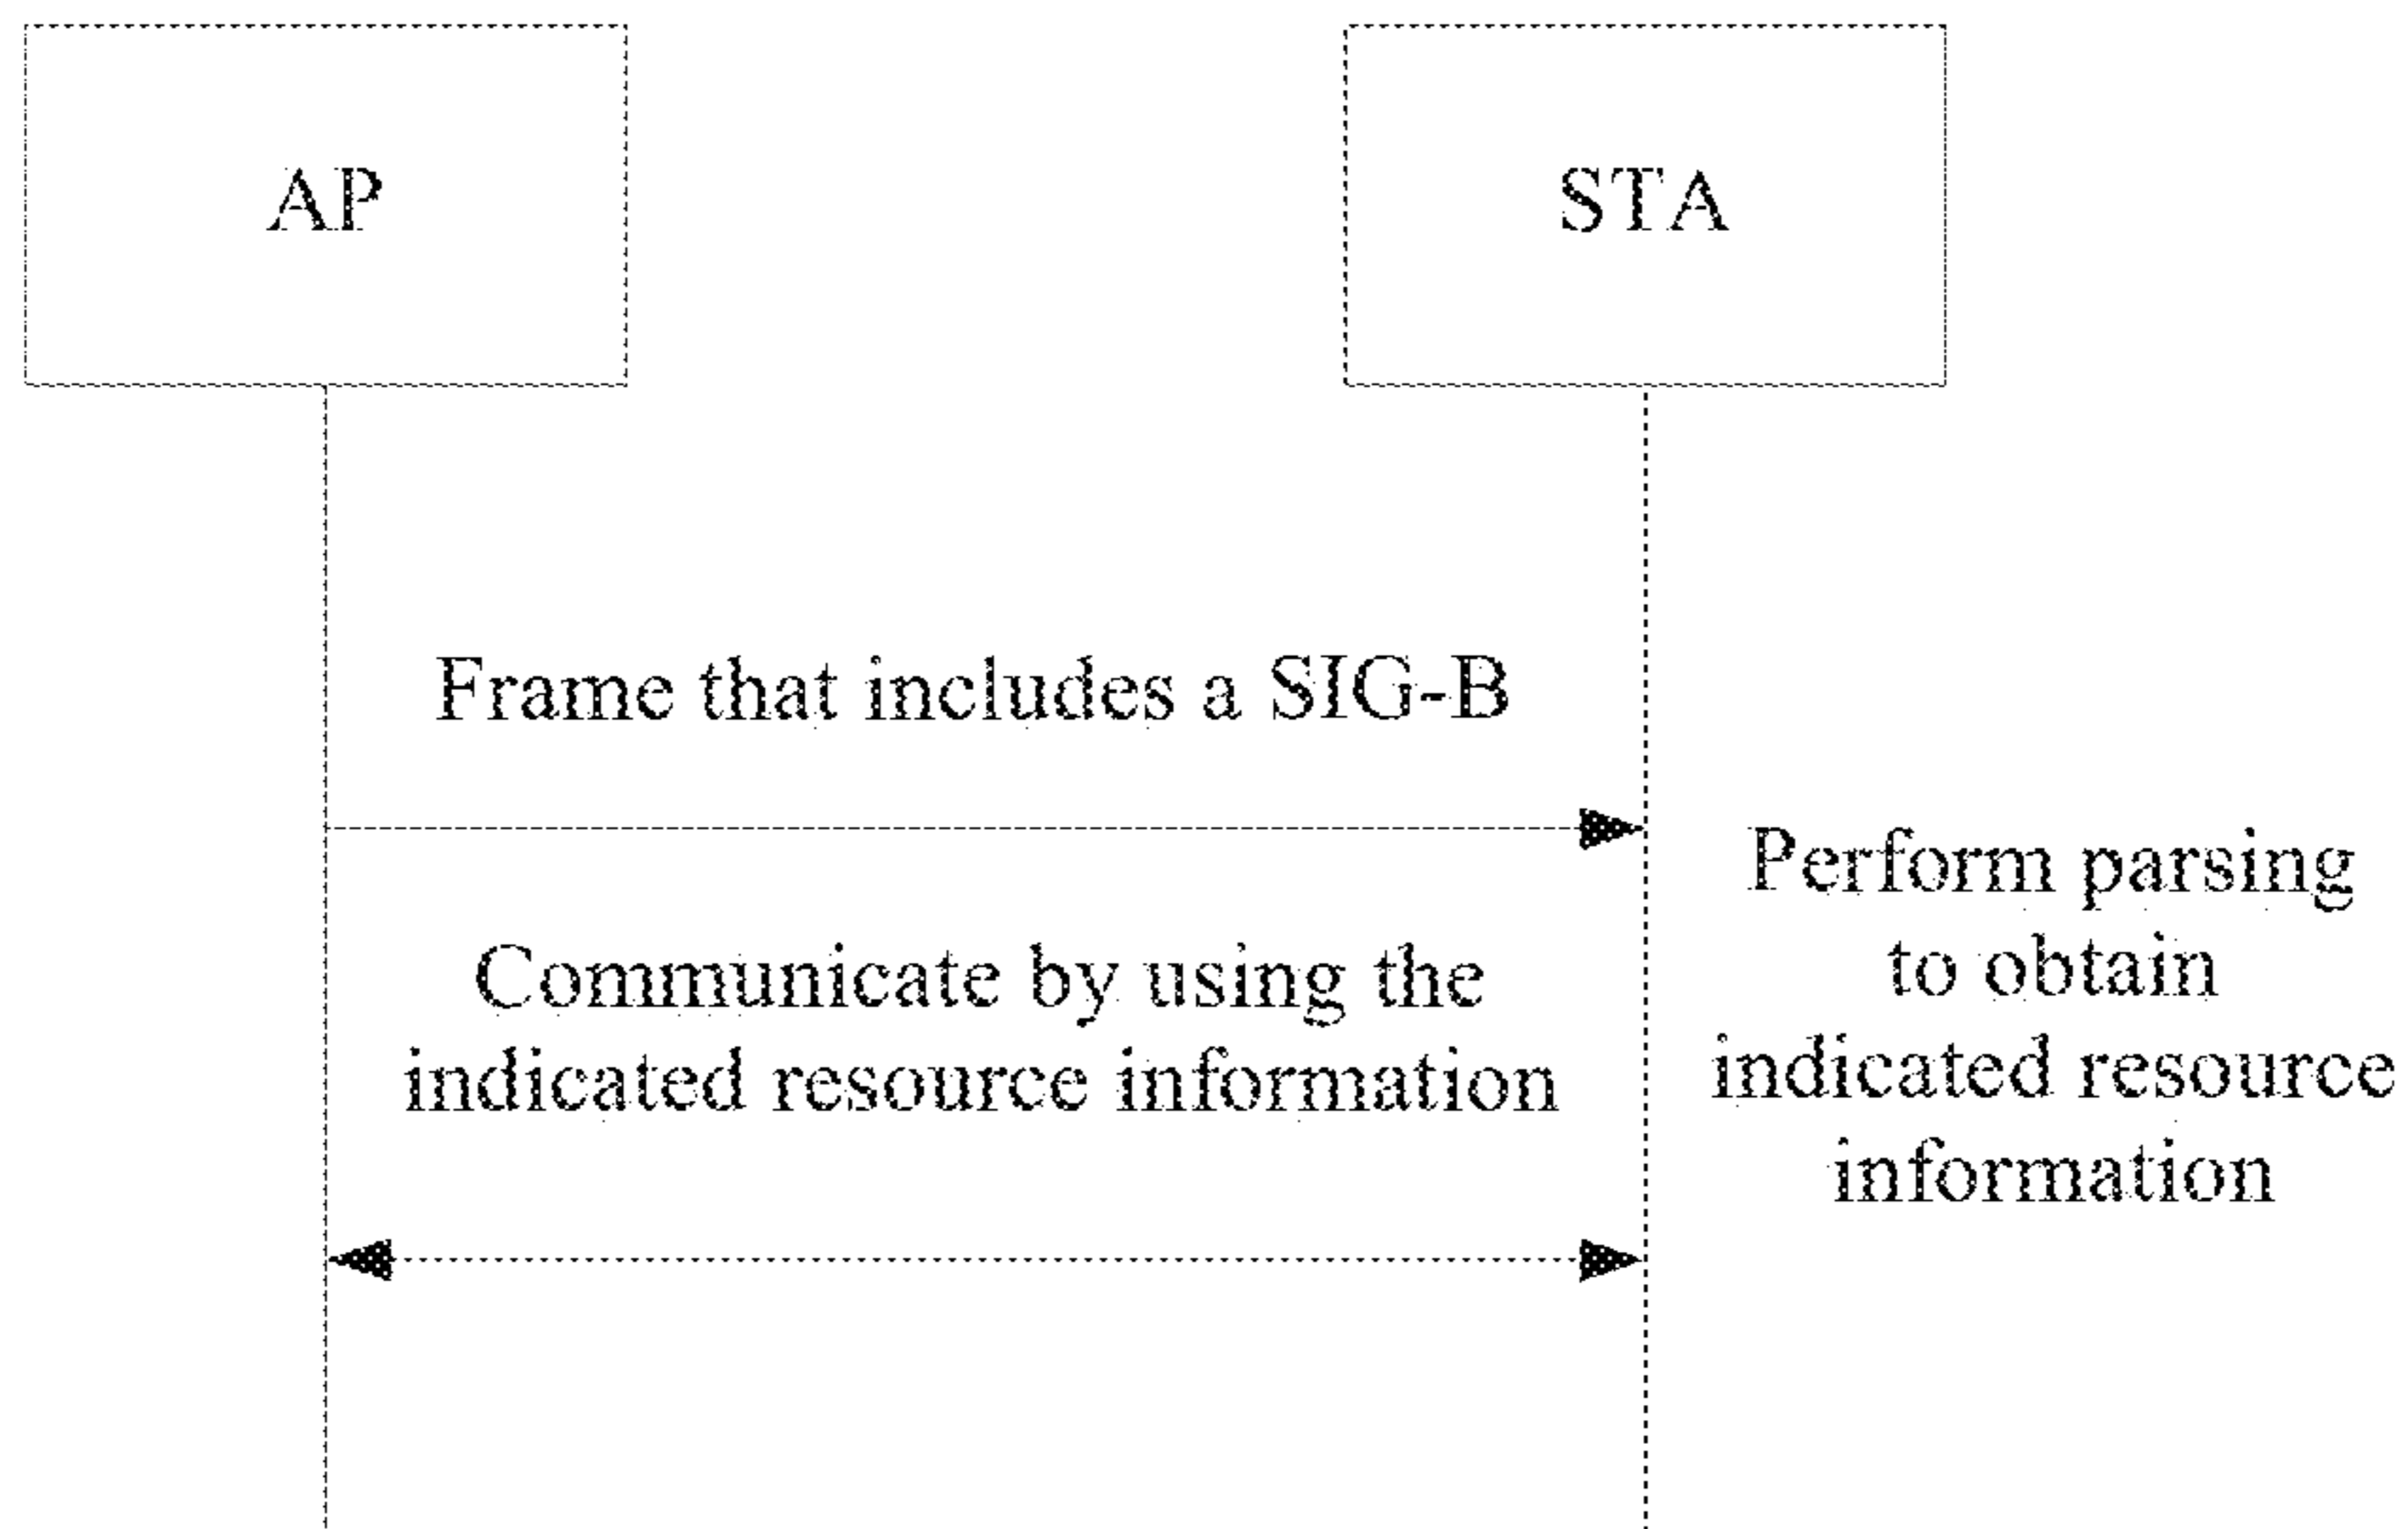 AP
STA
Frame that includes a SIG-B
Communicate by using the
indicated resource information
Perform parsing
to obtain
indicated resource
information